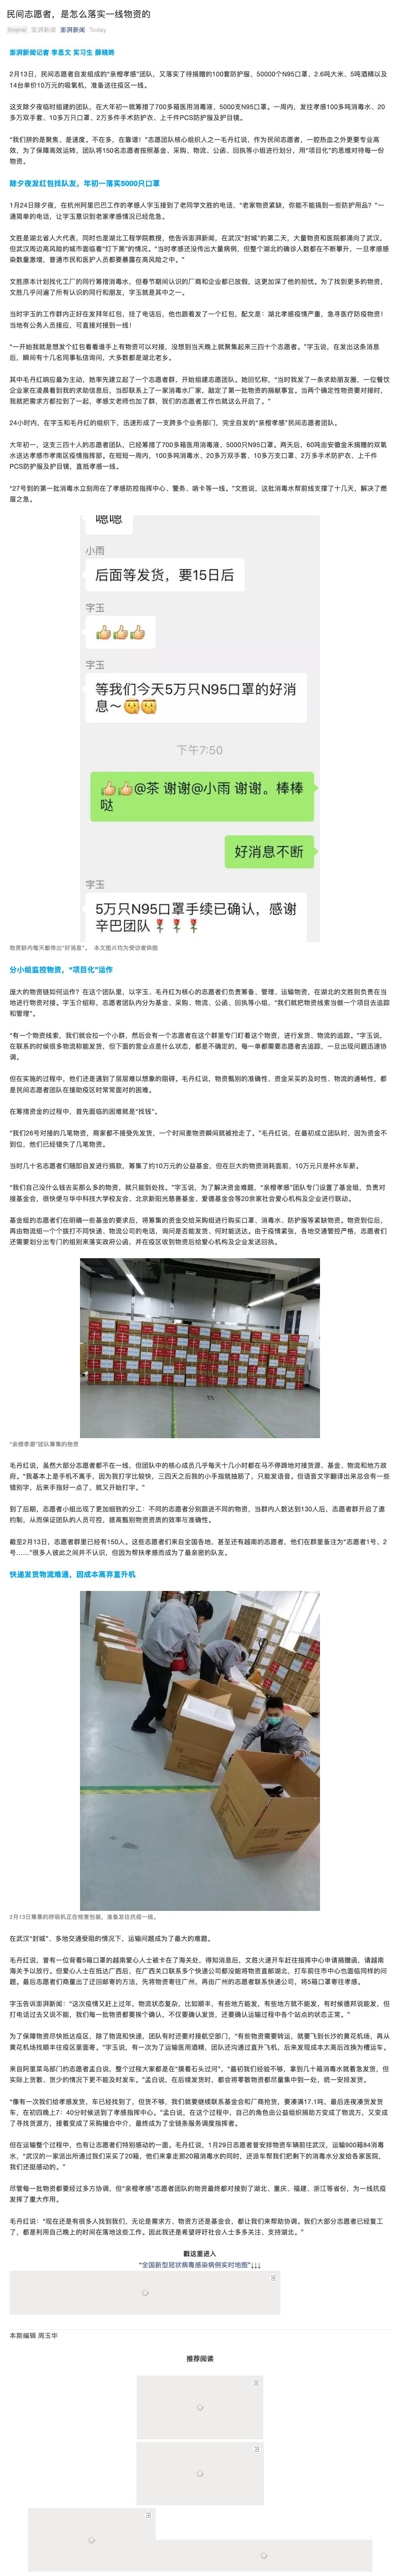 民间志愿者，是怎么落实一线物资的
Original 澎湃新闻 澎湃新闻 Today
澎湃新闻记者 李思文 实习生 薛晓婷
2月13日，民间志愿者自发组成的“亲橙孝感”团队，又落实了待捐赠的100套防护服、50000个N95口罩、2.6吨大米、5吨酒精以及
14台单价10万元的吸氧机，准备送往疫区一线。
这支除夕夜临时组建的团队，在大年初一就筹措了700多箱医用消毒液、5000支N95口罩。一周内，发往孝感100多吨消毒水、20
多万双手套、10多万只口罩、2万多件手术防护衣、上千件PCS防护服及护目镜。
“我们拼的是聚焦、是速度。不在多，在靠谱！”志愿团队核心组织人之一毛丹红说，作为民间志愿者，一腔热血之外更要专业高
效，为了保障高效运转，团队将150名志愿者按照基金、采购、物流、公函、回执等小组进行划分，用“项目化”的思维对待每一份
物资。
除夕夜发红包找队友，年初一落实5000只口罩
1月24日除夕夜，在杭州阿里巴巴工作的孝感人字玉接到了老同学文胜的电话，“老家物资紧缺，你能不能搞到一些防护用品？”一
通简单的电话，让字玉意识到老家孝感情况已经危急。
文胜是湖北省人大代表，同时也是湖北工程学院教授，他告诉澎湃新闻，在武汉“封城”的第二天，大量物资和医院都涌向了武汉，
但武汉周边高风险的城市面临着“灯下黑”的情况。“当时孝感还没传出大量病例，但整个湖北的确诊人数都在不断攀升，一旦孝感感
染数量激增，普通市民和医护人员都要暴露在高风险之中。”
文胜原本计划找化工厂的同行筹措消毒水，但春节期间认识的厂商和企业都已放假，这更加深了他的担忧。为了找到更多的物资，
文胜几乎问遍了所有认识的同行和朋友，字玉就是其中之一。
当时字玉的工作群内正好在发拜年红包，挂了电话后，他也跟着发了一个红包，配文是：湖北孝感疫情严重，急寻医疗防疫物资！
当地有公务人员接应，可直接对接到一线！
“一开始我就是想发个红包看看谁手上有物资可以对接，没想到当天晚上就聚集起来三四十个志愿者。”字玉说，在发出这条消息
后，瞬间有十几名同事私信询问，大多数都是湖北老乡。
其中毛丹红响应最为主动，她率先建立起了一个志愿者群，开始组建志愿团队。她回忆称，“当时我发了一条求助朋友圈，一位餐饮
企业家在凌晨看到我的求助信息后，当即联系上了一家消毒水厂家，敲定了第一批物资的捐献事宜。当两个确定性物资要对接时，
我就把需求方都拉到了一起，孝感文老师也加了群，我们的志愿者工作也就这么开启了。”
24小时内，在字玉和毛丹红的组织下，迅速形成了一支跨多个业务部门，完全自发的“亲橙孝感”民间志愿者团队。
大年初一，这支三四十人的志愿者团队，已经筹措了700多箱医用消毒液、5000只N95口罩。两天后，60吨由安徽金禾捐赠的双氧
水送达孝感市孝南区疫情指挥部。在短短一周内，100多吨消毒水、20多万双手套、10多万支口罩、2万多手术防护衣、上千件
PCS防护服及护目镜，直抵孝感一线。
“27号到的第一批消毒水立刻用在了孝感防控指挥中心、警务、哨卡等一线。”文胜说，这批消毒水帮前线支撑了十几天，解决了燃
眉之急。
嗯嗯
小雨
后面等发货，要15日后
字玉
字玉
等我们今天5万只N95口罩的好消
息～
下午7:50
@茶 谢谢@小雨 谢谢。棒棒
哒
好消息不断
字玉
5万只N95口罩手续已确认，感谢
辛巴团队
物资群内每天都传出“好消息”。 本文图片均为受访者供图
分小组监控物资，“项目化”运作
庞大的物资链如何运作？在这个团队里，以字玉、毛丹红为核心的志愿者们负责筹备、管理、运输物资，在湖北的文胜则负责在当
地进行物资对接。字玉介绍称，志愿者团队内分为基金、采购、物流、公函、回执等小组，“我们就把物资线索当做一个项目去追踪
和管理”。
“有一个物资线索，我们就会拉一个小群，然后会有一个志愿者在这个群里专门盯着这个物资，进行发货、物流的追踪。”字玉说，
在联系的时候很多物流称能发货，但下面的营业点是什么状态，都是不确定的，每一单都需要志愿者去追踪，一旦出现问题迅速协
调。
但在实施的过程中，他们还是遇到了层层难以想象的阻碍。毛丹红说，物资甄别的准确性、资金采买的及时性、物流的通畅性，都
是民间志愿者团队在援助疫区时常常面对的困难。
在筹措资金的过程中，首先面临的困难就是“找钱”。
“我们26号对接的几笔物资，商家都不接受先发货，一个时间差物资瞬间就被抢走了。”毛丹红说，在最初成立团队时，因为资金不
到位，他们已经错失了几笔物资。
当时几十名志愿者们随即自发进行捐款，筹集了约10万元的公益基金，但在巨大的物资消耗面前，10万元只是杯水车薪。
“我们自己没什么钱去买那么多的物资，就只能到处找。”字玉说，为了解决资金难题，“亲橙孝感”团队专门设置了基金组，负责对
接基金会，很快便与华中科技大学校友会、北京新阳光慈善基金、爱德基金会等20余家社会爱心机构及企业进行联动。
基金组的志愿者们在明确一些基金的要求后，将筹集的资金交给采购组进行购买口罩、消毒水、防护服等紧缺物资，物资到位后，
再由物流组一个个拨打不同快递、物流公司的电话，询问是否能发货、何时能送达。由于疫情紧张，各地交通管控严格，志愿者们
还需要划分出专门的组别来落实政府公函，并在疫区收到物资后给爱心机构及企业发送回执。
“亲橙孝感”团队筹集的物资
毛丹红说，虽然大部分志愿者都不在一线，但团队中的核心成员几乎每天十几小时都在马不停蹄地对接资源、基金、物流和地方政
府。“我基本上是手机不离手，因为我打字比较快，三四天之后我的小手指就抽筋了，只能发语音。但语音文字翻译出来总会有一些
错别字，后来手指好一点了，就又开始打字。”
到了后期，志愿者小组出现了更加细致的分工：不同的志愿者分别跟进不同的物资，当群内人数达到130人后，志愿者群开启了邀
约制，从而保证团队的人员可控，提高甄别物资资质的效率与准确性。
截至2月13日，志愿者群里已经有150人。这些志愿者们来自全国各地，甚至还有越南的志愿者，他们在群里备注为“志愿者1号、2
号……”很多人彼此之间并不认识，但因为帮扶孝感而成为了最亲密的队友。
快递发货物流难通，因成本高弃直升机
2月13日筹集的呼吸机正在检查包装，准备发往抗疫一线。
在武汉“封城”、多地交通受阻的情况下，运输问题成为了最大的难题。
毛丹红说，曾有一位背着5箱口罩的越南爱心人士被卡在了海关处，得知消息后，文胜火速开车赶往指挥中心申请捐赠函，请越南
海关予以放行。但爱心人士在抵达广西后，在广西关口联系多个快递公司都没能将物资直邮湖北，打车前往市中心也面临同样的问
题。最后志愿者们商量出了迂回邮寄的方法，先将物资寄往广州，再由广州的志愿者联系快递公司，将5箱口罩寄往孝感。
字玉告诉澎湃新闻：“这次疫情又赶上过年，物流状态复杂，比如顺丰，有些地方能发，有些地方就不能发，有时候德邦说能发，但
打电话过去又说不能，我们每一趟物资都要挨个确认，不仅要确认发货，还要确认运输过程中各个站点的状态正常。”
为了保障物资尽快抵达疫区，除了物流和快递，团队有时还要对接航空部门，“有些物资需要转运，就要飞到长沙的黄花机场，再从
黄花机场找顺丰往疫区里面寄。”字玉说，有一次为了运输医用酒精，团队还沟通过直升飞机，后来发现成本太高后改换为槽运车。
来自阿里菜鸟部门的志愿者孟白说，整个过程大家都是在“摸着石头过河”，“最初我们经验不够，拿到几十箱消毒水就着急发货，但
实际上货散、货少的情况下更不能及时发车。”孟白说，在后续发货时，都会将零散物资都尽量集中到一处，统一安排发货。
“像有一次我们给孝感发货，车已经找到了，但货不够，我们就要继续联系基金会和厂商抢货，要凑满17.1吨，最后连夜凑货发货
车，在初四晚上7：40分时候送到了孝感指挥中心。”孟白说，在这个过程中，自己的角色由公益组织捐助方变成了物流方，又变成
了寻找货源方，接着变成了采购撮合中介，最终成为了全链条服务调度指挥者。
但在运输整个过程中，也有让志愿者们特别感动的一面。毛丹红说，1月29日志愿者曾安排物资车辆前往武汉，运输900箱84消毒
水，“武汉的一家派出所通过我们采买了20箱，他们来拿走那20箱消毒水的同时，还派车帮我们把剩下的消毒水分发给各家医院，
我们还挺感动的。”
尽管每一批物资都要经过多方协调，但“亲橙孝感”志愿者团队的物资最终都对接到了湖北、重庆、福建、浙江等省份，为一线抗疫
发挥了重大作用。
毛丹红说：“现在还是有很多人找到我们，无论是需求方、物资方还是基金会，都让我们来帮助协调。我们大部分志愿者已经复工
了，都是利用自己晚上的时间在落地这些工作。因此我还是希望呼吁社会人士多多关注、支持湖北。”
戳这里进入
“全国新型冠状病毒感染病例实时地图”↓↓↓
本期编辑 周玉华
推荐阅读